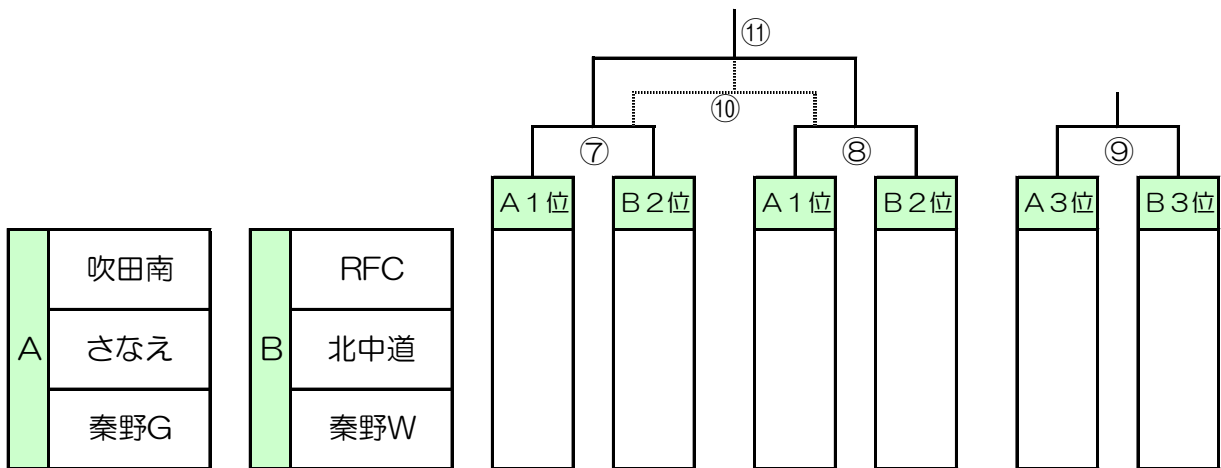 ⑪
⑩
⑦ ⑧ ⑨
A1位 B2位 A1位 B2位 A3位 B3位
A
吹田南
さなえ
秦野G
B
RFC
北中道
秦野W